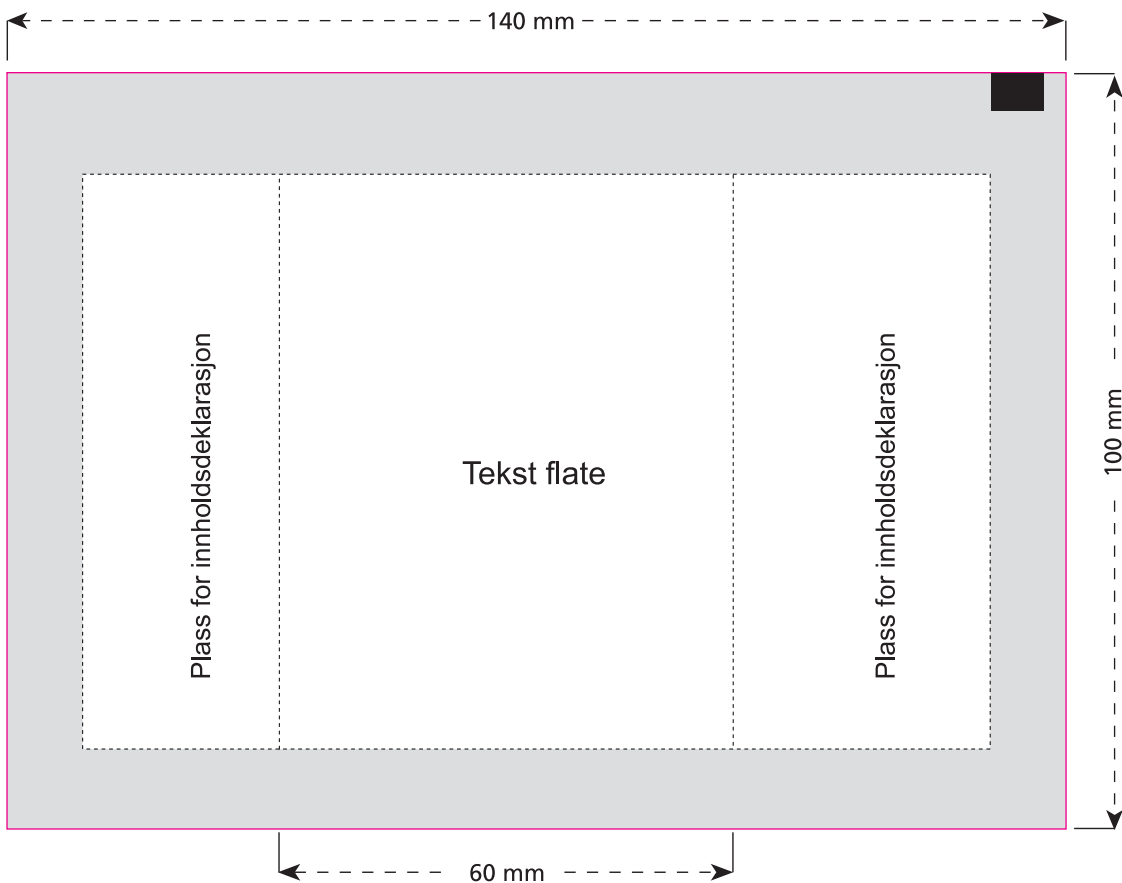 140 mm
Plass for innholdsdeklarasjon
Tekst flate
Plass for innholdsdeklarasjon
100 mm
60 mm